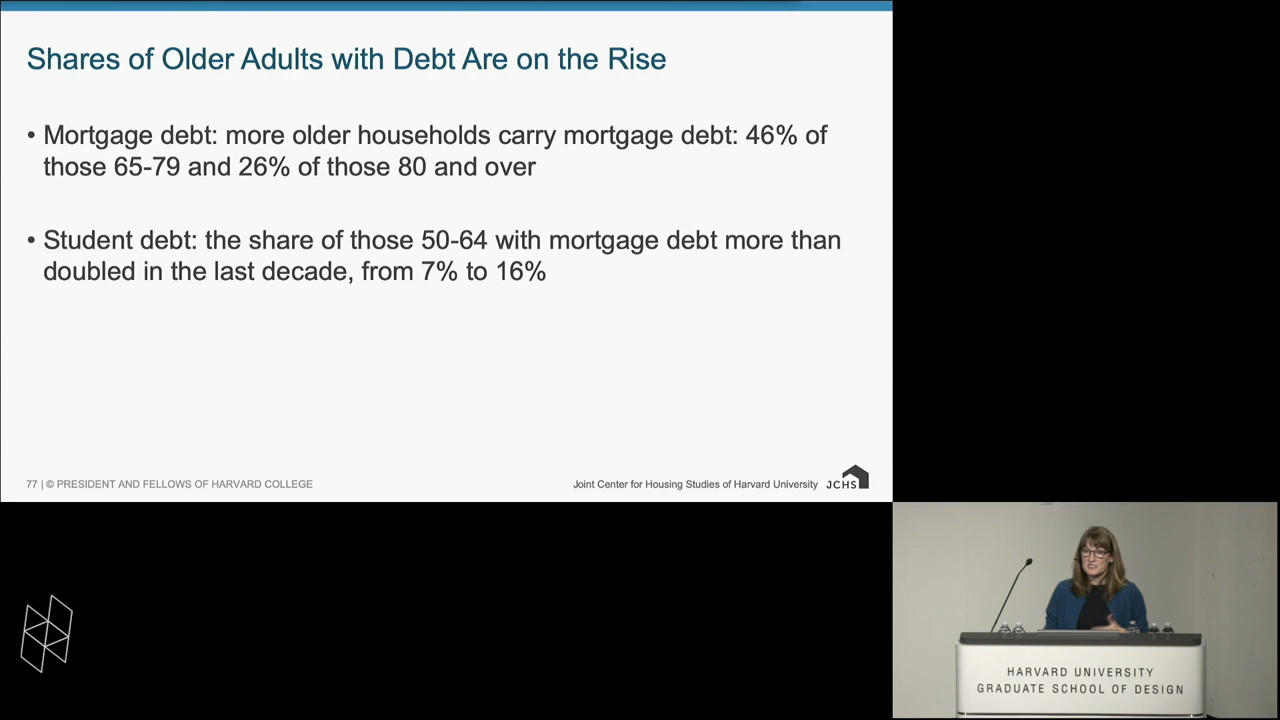 Shares of Older Adults with Debt Are on the Rise
• Mortgage debt: more older households carry mortgage debt: 46% of
those 65-79 and 26% of those 80 and over
• Student debt: the share of those 50-64 with mortgage debt more than
doubled in the last decade, from 7% to 16%
77 | © PRESIDENT AND FELLOWS OF HARVARD COLLEGE
Joint Center for Housing Studies of Harvard University JCHS
HARVARD UNIVERSITY
GRADUATE SCHOOL OF DESIGN